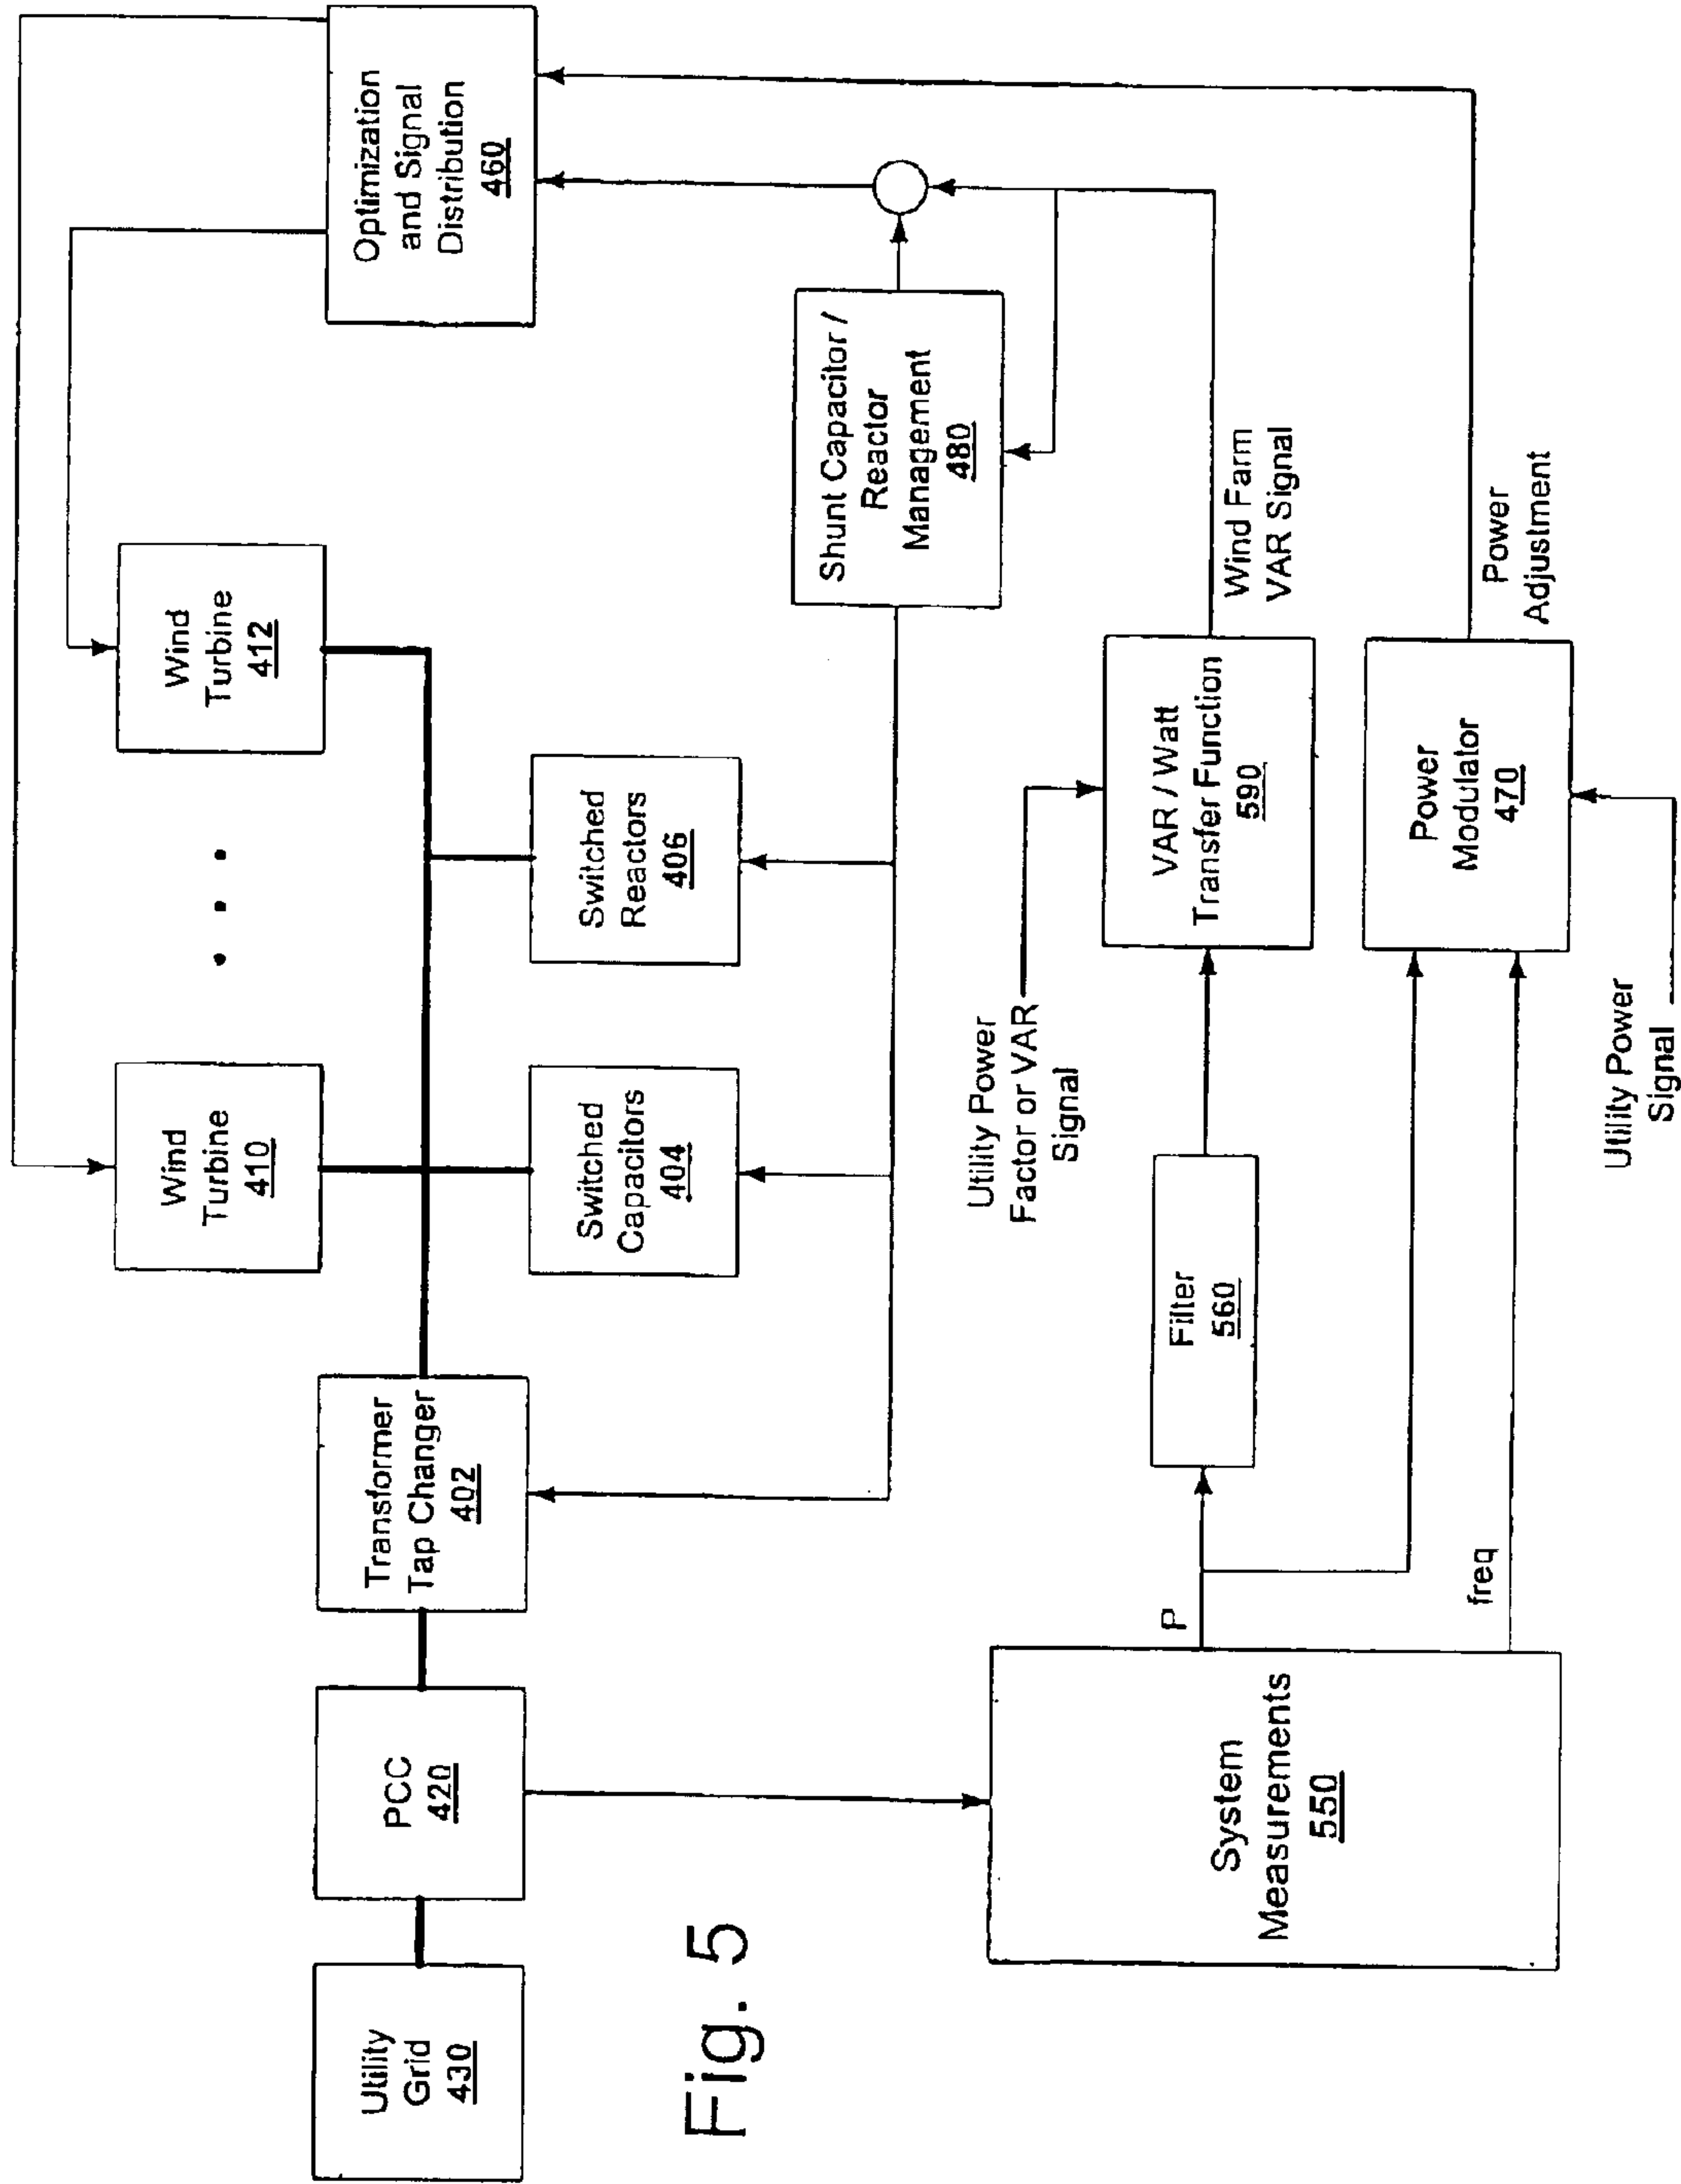 Wind
Turbine
410
Wind
Turbine
412
Optimization
and Signal
Distribution
460
Utility
Grid
430
PCC
420
Transformer
Tap Changer
402
Switched
Capacitors
404
Switched
Reactors
406
Shunt Capacitor /
Reactor
Management
480
Fig. 5
Utility Power
Factor or VAR
Signal
System
Measurements
550
P
freq
Filter
560
VAR / Watt
Transfer Function
590
Wind Farm
VAR Signal
Power
Modulator
470
Power
Adjustment
Utility Power
Signal